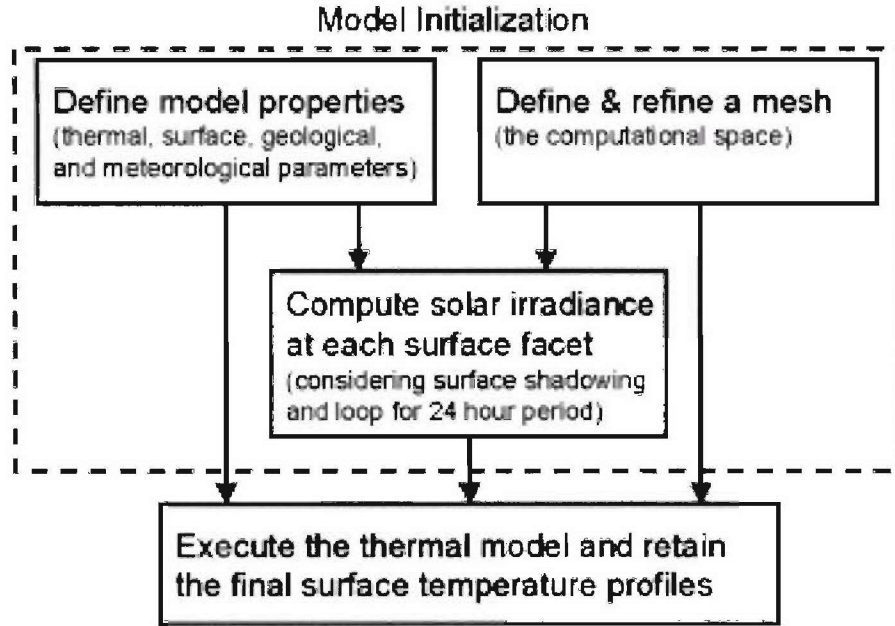 Model Initialization
Define model properties
(thermal, surface, geological,
and meteorological parameters)
Define & refine a mesh
(the computational space)
Compute solar irradiance
at each surface facet
(considering surface shadowing
and loop for 24 hour period)
Execute the thermal model and retain
the final surface temperature profiles